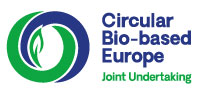 Circular
Bio-based
Europe
Joint Undertaking